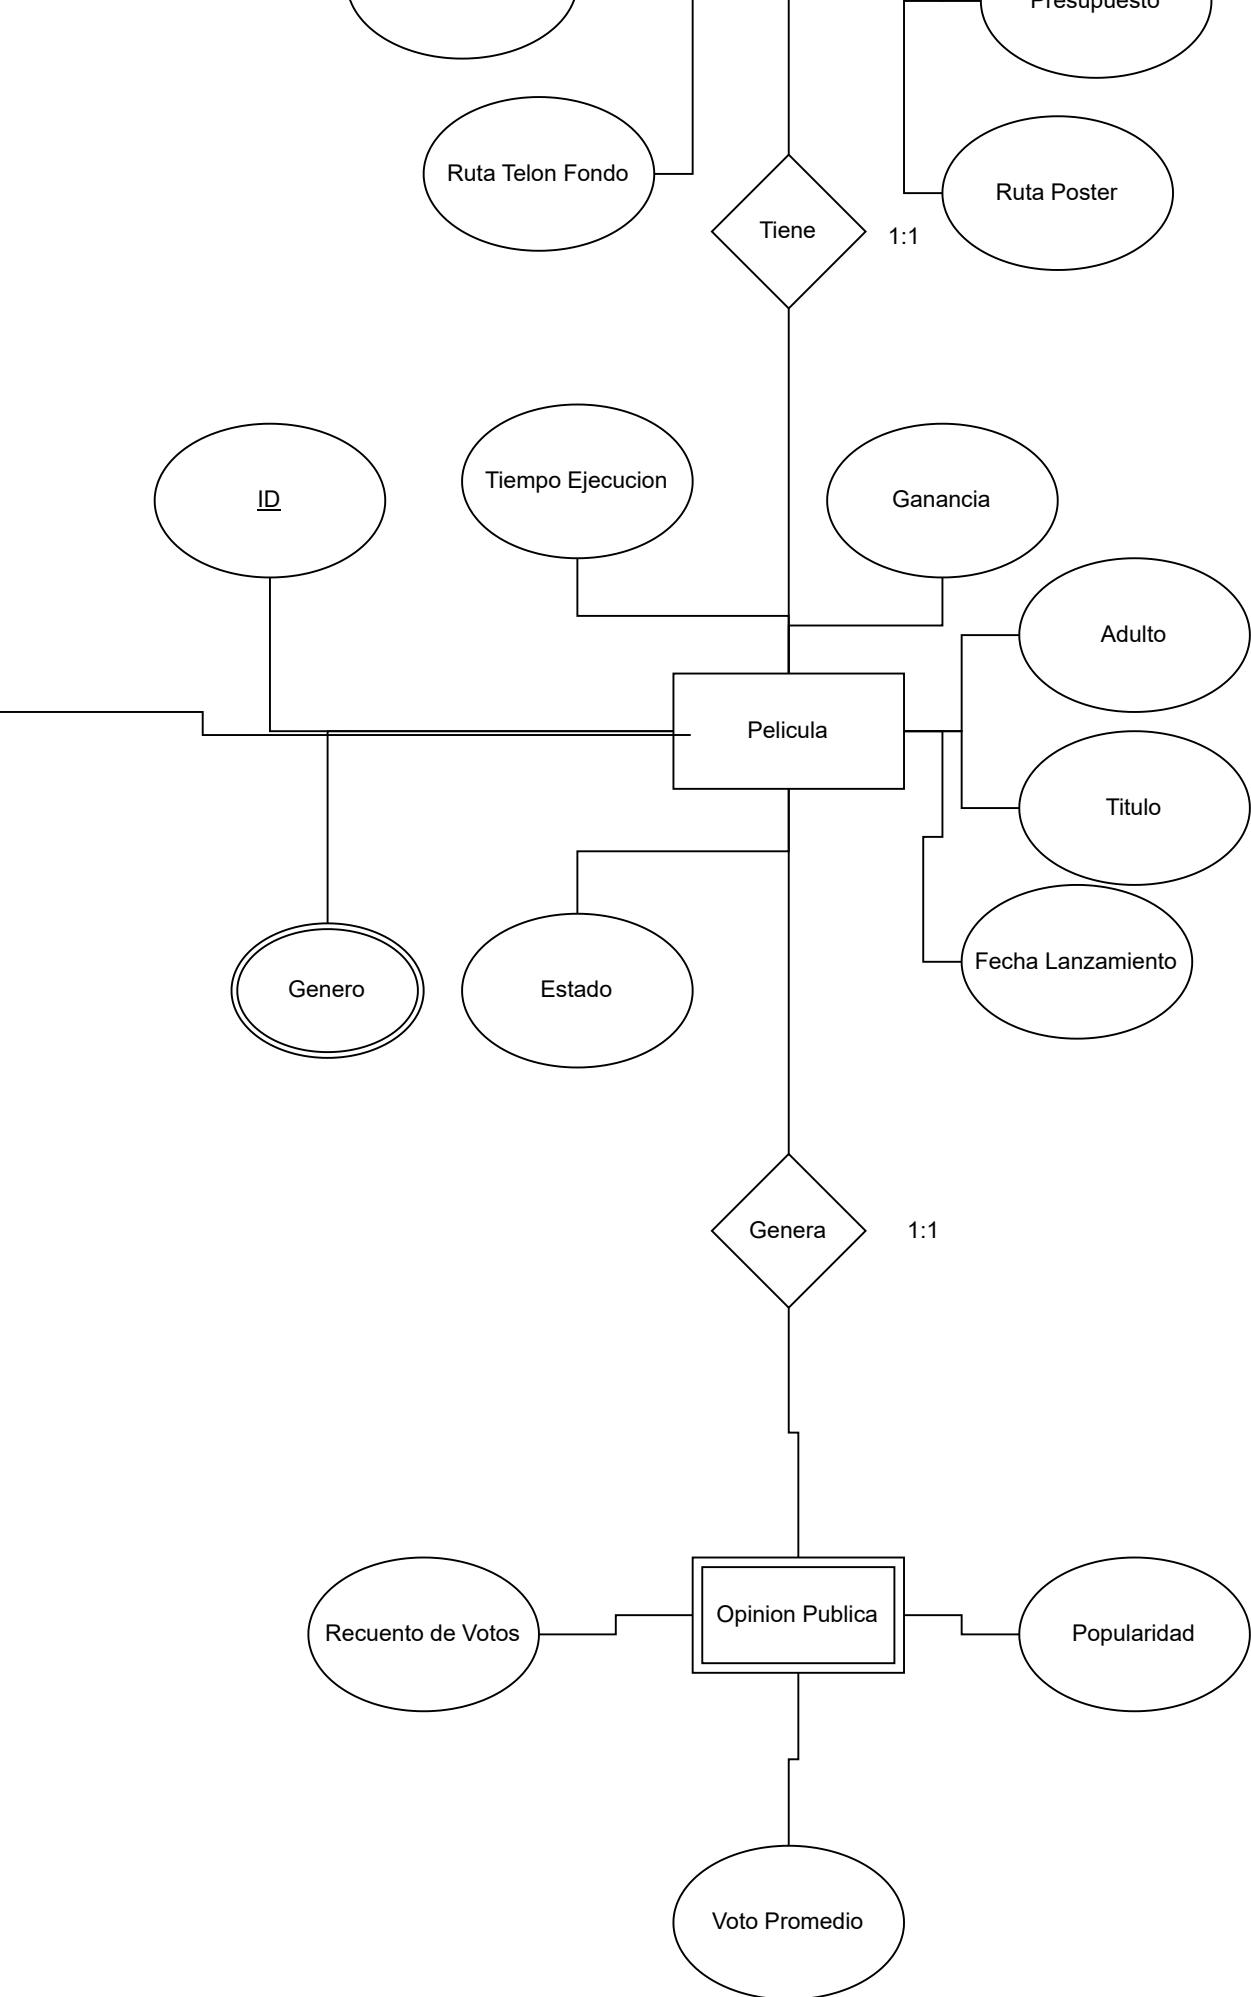 Presupuesto
Ruta Telon Fondo
Ruta Poster
Tiene
1:1
Tiempo Ejecucion
ID
Ganancia
Adulto
Pelicula
Titulo
Fecha Lanzamiento
Genero
Estado
Genera
1:1
Opinion Publica
Recuento de Votos
Popularidad
Voto Promedio